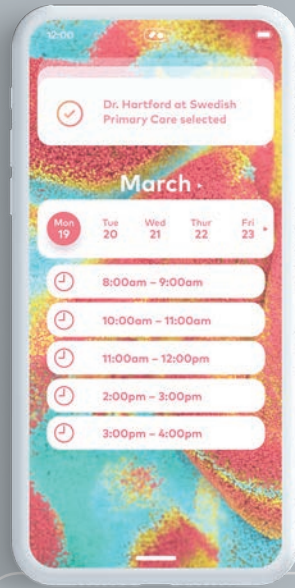 12:00
Dr. Hartford at Swedish
Primary Care selected
March
Mon Tue Wed Thur Fri
19 20 21 22 23
8:00am – 9:00am
10:00am – 11:00am
11:00am – 12:00pm
2:00pm – 3:00pm
3:00pm – 4:00pm